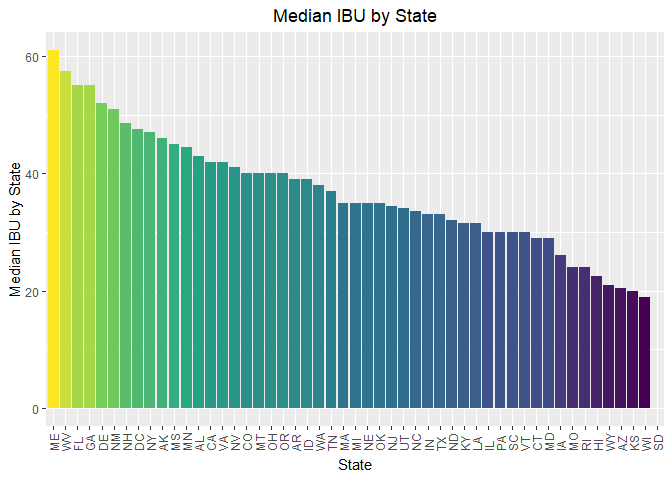 Median IBU by State
Median IBU by State
60
40
20
0
ME WV FL GA DE NM NH DC NY AK MS MN AL CA VA NV CO MT OH OR AR ID WA TN MA MI NE OK NJ UT NC IN TX ND KY LA IL PA SC VT CT MD IA MO RI HI WY AZ KS WI SD
State